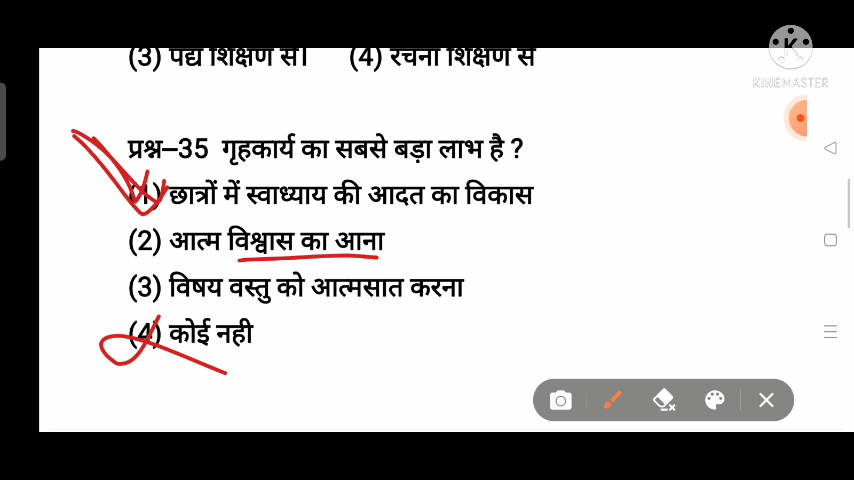 (3) पद्य शिक्षण से। (4) रचना शिक्षण से
KINEMASTER
प्रश्न–35 गृहकार्य का सबसे बड़ा लाभ है ?
(1) छात्रों में स्वाध्याय की आदत का विकास
(2) आत्म विश्वास का आना
(3) विषय वस्तु को आत्मसात करना
(4) कोई नही